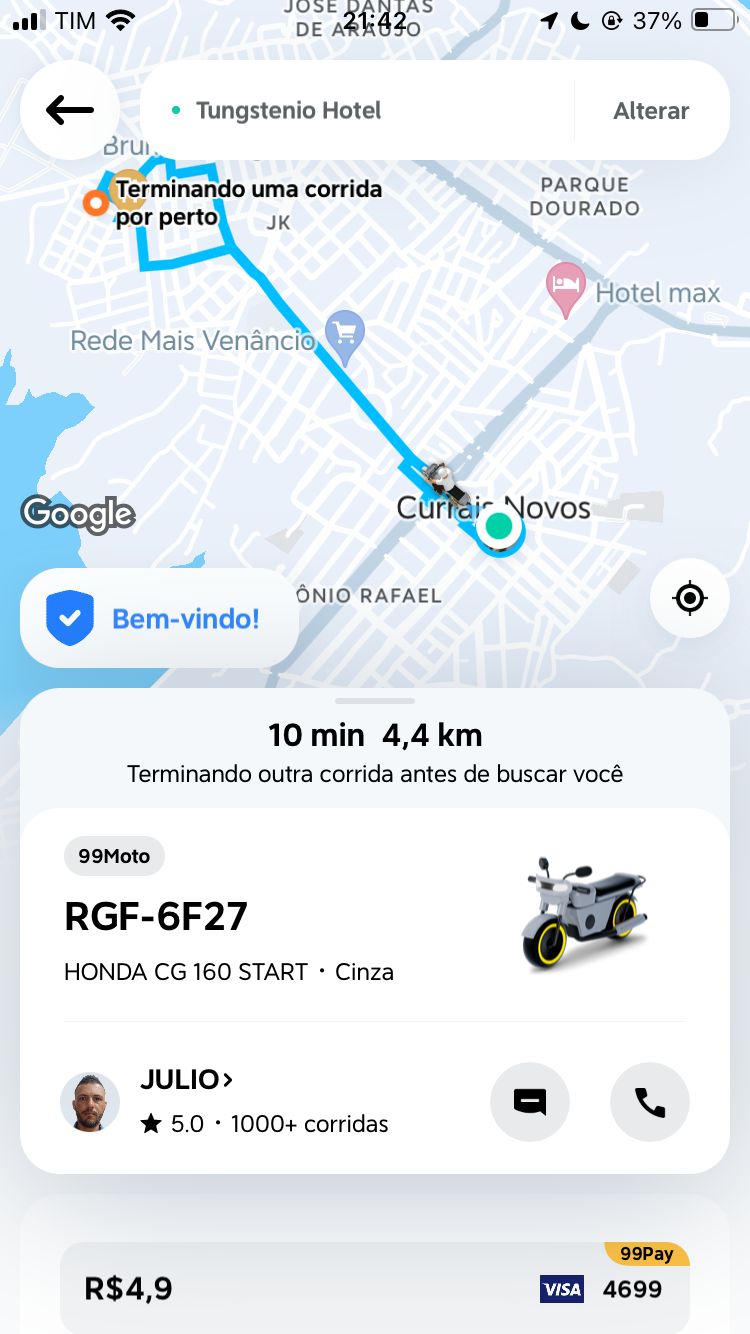 JOSÉ DANTAS
DE ARAÚJO
TIM
21:42
37%
Tungstenio Hotel
Alterar
Terminando uma corrida
por perto
JK
PARQUE
DOURADO
Hotel max
Rede Mais Venâncio
Currais Novos
Google
ÔNIO RAFAEL
Bem-vindo!
10 min 4,4 km
Terminando outra corrida antes de buscar você
99Moto
RGF-6F27
HONDA CG 160 START · Cinza
JULIO
5.0 · 1000+ corridas
99Pay
R$4,9
VISA 4699